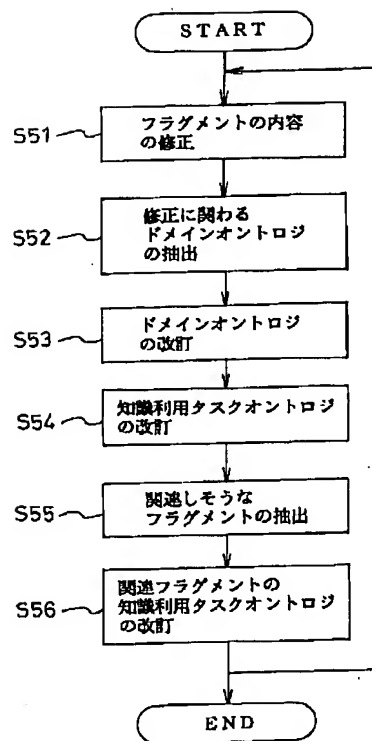 START
S51
フラグメントの内容
の修正
S52
修正に関わる
ドメインオントロジ
の抽出
S53
ドメインオントロジ
の改訂
S54
知識利用タスクオントロジ
の改訂
S55
関連しそうな
フラグメントの抽出
S56
関連フラグメントの
知識利用タスクオントロジ
の改訂
END